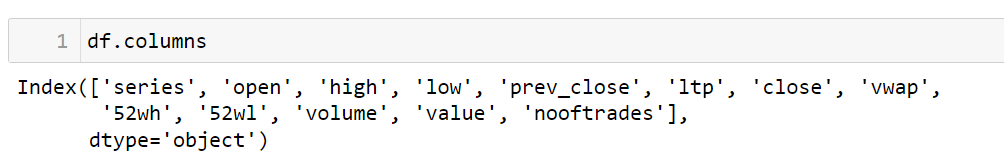 1 df.columns
Index(['series', 'open', 'high', 'low', 'prev_close', 'ltp', 'close', 'vwap',
'52wh', '52wl', 'volume', 'value', 'nooftrades'],
dtype='object')